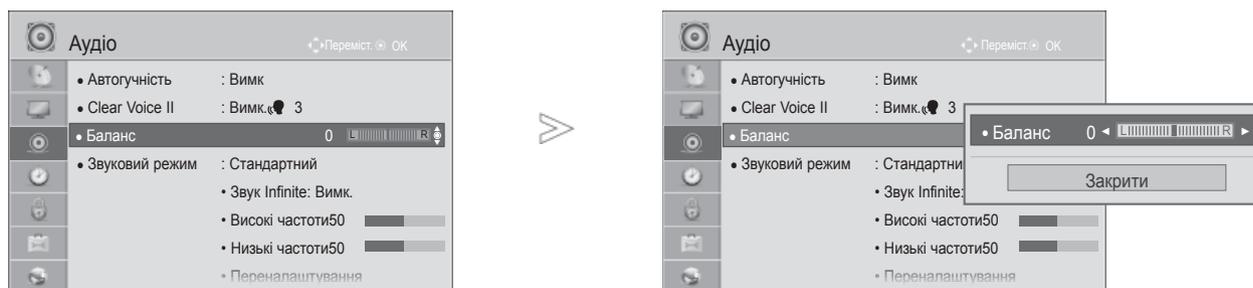 Аудіо
Переміст. OK
• Автогучність : Вимк
• Clear Voice II : Вимк. 3
• Баланс 0 L R
• Звуковий режим : Стандартний
• Звук Infinite: Вимк.
• Високі частоти50
• Низькі частоти50
• Переналаштування
Аудіо
Переміст. OK
• Автогучність : Вимк
• Clear Voice II : Вимк. 3
• Баланс
• Звуковий режим : Стандартни
• Звук Infinite:
• Високі частоти50
• Низькі частоти50
• Переналаштування
• Баланс 0 ◄ L R ►
Закрити